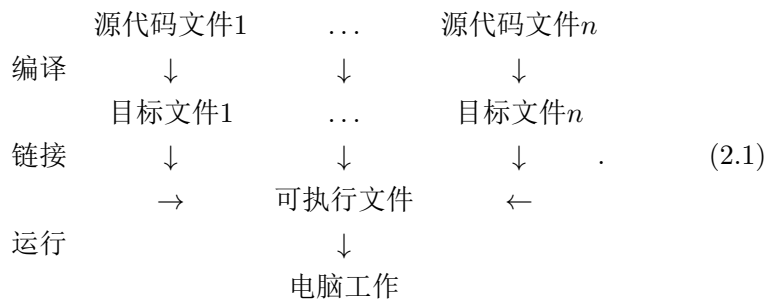 源代码文件1 ... 源代码文件n
编译 ↓ ↓ ↓
目标文件1 ... 目标文件n
链接 ↓ ↓ ↓ . (2.1)
→ 可执行文件 ←
运行 ↓
电脑工作